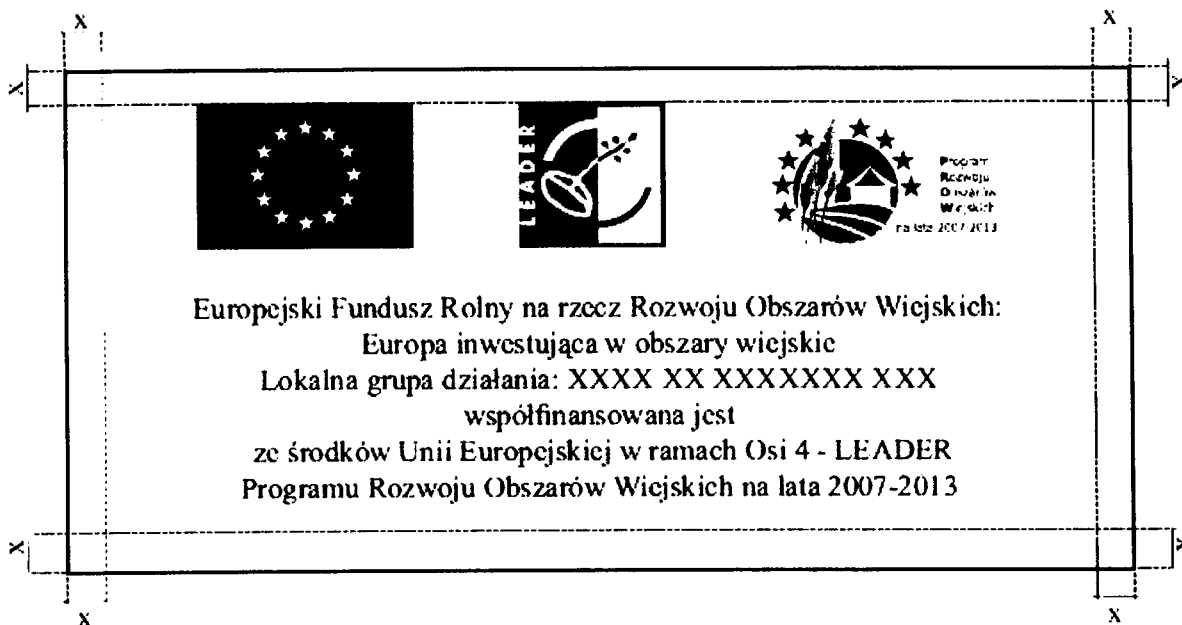 X X
X X
LEADER
Program
Rozwoju
Obszarów
Wiejskich
na lata 2007-2013
Europejski Fundusz Rolny na rzecz Rozwoju Obszarów Wiejskich:
Europa inwestująca w obszary wiejskie
Lokalna grupa działania: XXXX XX XXXXXXX XXX
współfinansowana jest
ze środków Unii Europejskiej w ramach Osi 4 - LEADER
Programu Rozwoju Obszarów Wiejskich na lata 2007-2013
X X
X X